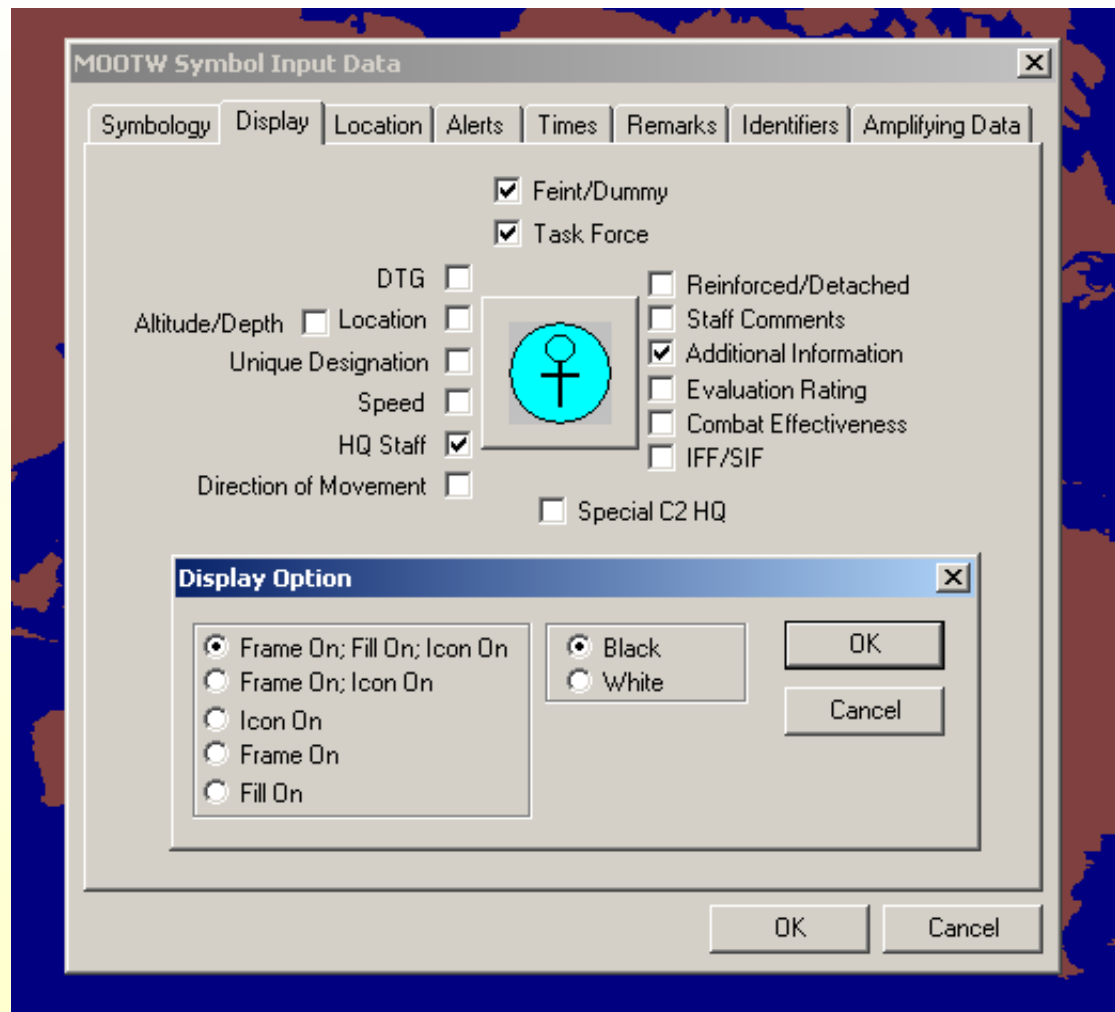 MOOTW Symbol Input Data
Symbology Display Location Alerts Times Remarks Identifiers Amplifying Data
Feint/Dummy
Task Force
DTG
Altitude/Depth Location
Unique Designation
Speed
HQ Staff
Direction of Movement
Reinforced/Detached
Staff Comments
Additional Information
Evaluation Rating
Combat Effectiveness
IFF/SIF
Special C2 HQ
Display Option
Frame On; Fill On; Icon On
Frame On; Icon On
Icon On
Frame On
Fill On
Black
White
OK
Cancel
OK Cancel